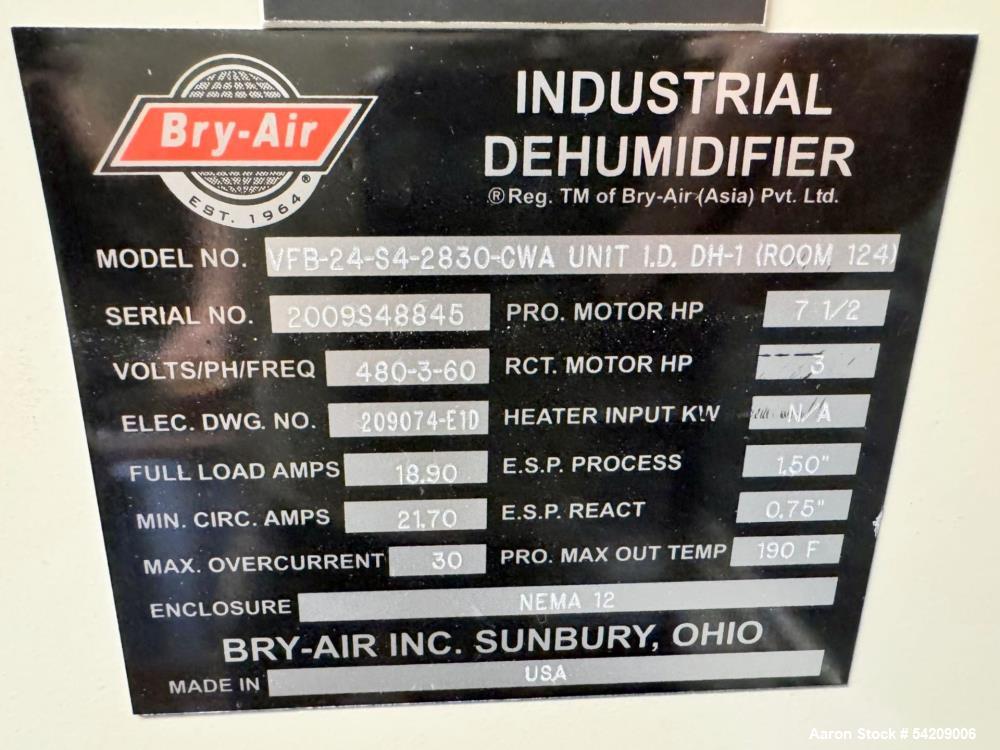 Bry-Air
®
EST. 1964
INDUSTRIAL
DEHUMIDIFIER
®Reg. TM of Bry-Air (Asia) Pvt. Ltd.
MODEL NO. VFB-24-S4-2830-CWA UNIT I.D. DH-1 (ROOM 124)
SERIAL NO. 2009S48845 PRO. MOTOR HP 7 1/2
VOLTS/PH/FREQ 480-3-60 RCT. MOTOR HP 3
ELEC. DWG. NO. 209074-E1D HEATER INPUT KW N/A
FULL LOAD AMPS 18.90 E.S.P. PROCESS 1.50"
MIN. CIRC. AMPS 21.70 E.S.P. REACT 0.75"
MAX. OVERCURRENT 30 PRO. MAX OUT TEMP 190 F
ENCLOSURE NEMA 12
BRY-AIR INC. SUNBURY, OHIO
MADE IN USA
Aaron Stock # 54209006